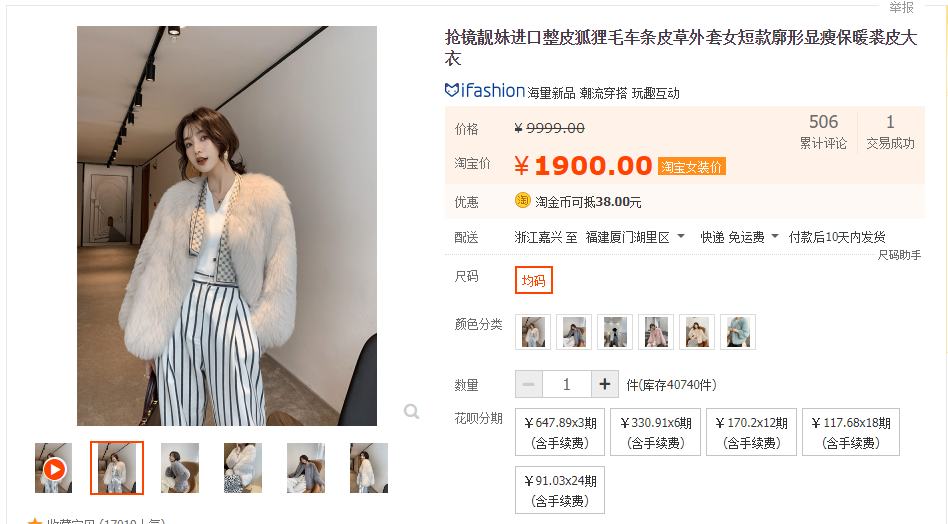 举报
抢镜靓妹进口整皮狐狸毛车条皮草外套女短款廓形显瘦保暖裘皮大
衣
iFashion 海量新品 潮流穿搭 玩趣互动
价格 ¥ 9999.00 506 1
累计评论 交易成功
淘宝价 ¥ 1900.00 淘宝女装价
优惠 淘 淘金币可抵38.00元
配送 浙江嘉兴 至 福建厦门湖里区 快递 免运费 付款后10天内发货
尺码助手
尺码 均码
颜色分类
数量 － 1 + 件(库存40740件)
花呗分期 ¥647.89x3期 ¥330.91x6期 ¥170.2x12期 ¥117.68x18期
(含手续费) (含手续费) (含手续费) (含手续费)
¥91.03x24期
(含手续费)